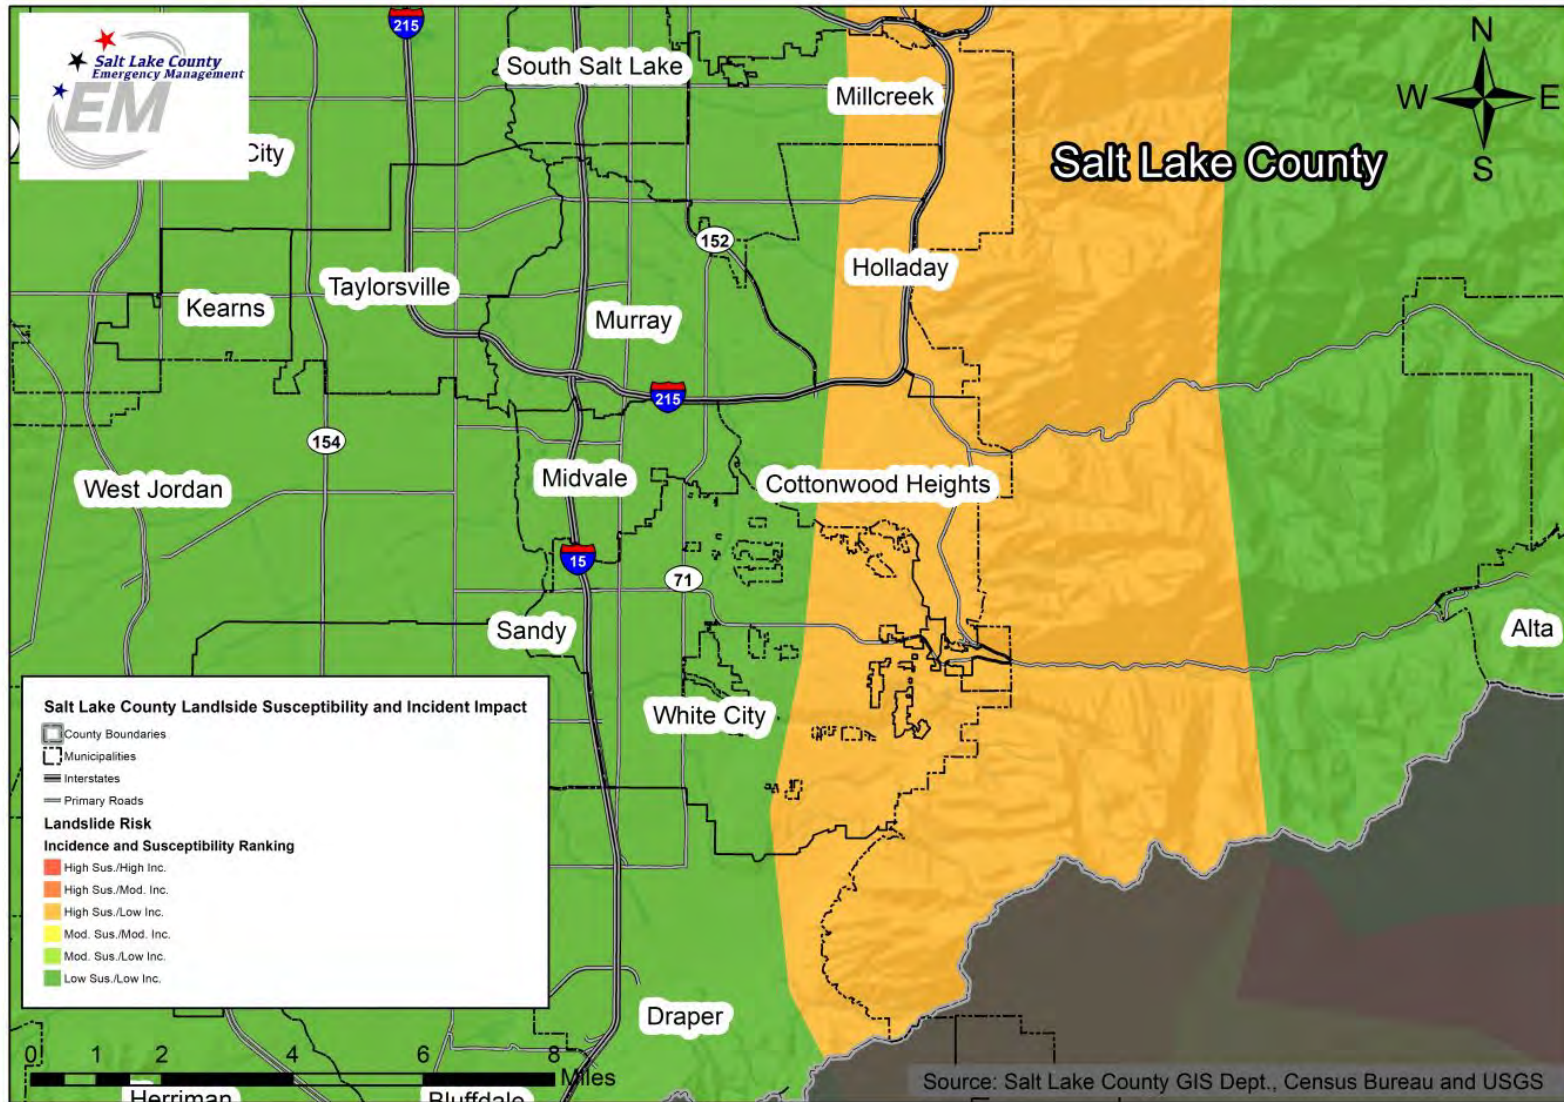 Salt Lake County
Emergency Management
EM
City
215
South Salt Lake
Millcreek
N
W E
S
Salt Lake County
152
Holladay
Taylorsville
Kearns
Murray
215
154
Midvale
Cottonwood Heights
West Jordan
15
71
Sandy
Alta
White City
Salt Lake County Landlside Susceptibility and Incident Impact
County Boundaries
Municipalities
Interstates
Primary Roads
Landslide Risk
Incidence and Susceptibility Ranking
High Sus./High Inc.
High Sus./Mod. Inc.
High Sus./Low Inc.
Mod. Sus./Mod. Inc.
Mod. Sus./Low Inc.
Low Sus./Low Inc.
Draper
0 1 2 4 6 8
Miles
Herriman
Bluffdale
Source: Salt Lake County GIS Dept., Census Bureau and USGS